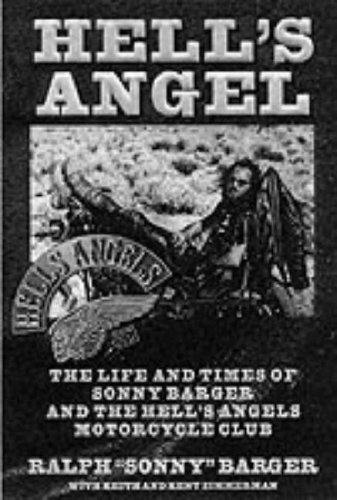 HELL'S
ANGEL
HELLS ANGELS
THE LIFE AND TIMES OF
SONNY BARGER
AND THE HELL'S ANGELS
MOTORCYCLE CLUB
RALPH "SONNY" BARGER
WITH KEITH AND KENT ZIMMERMAN